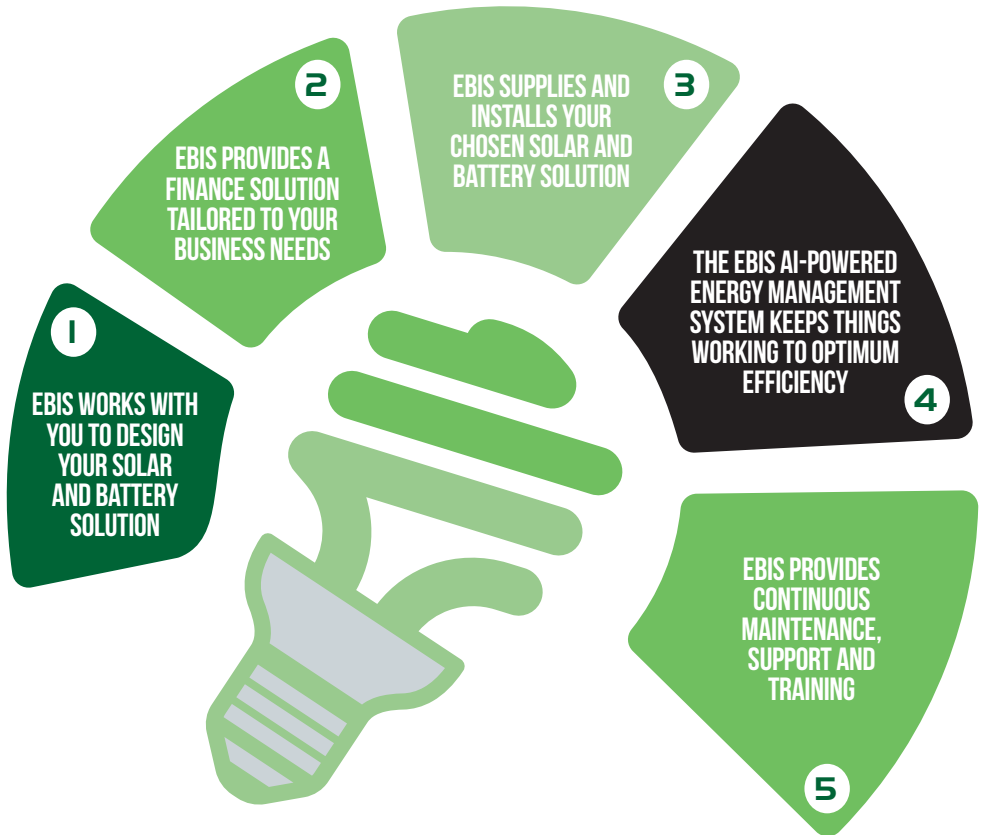 1
EBIS WORKS WITH
YOU TO DESIGN
YOUR SOLAR
AND BATTERY
SOLUTION
2
EBIS PROVIDES A
FINANCE SOLUTION
TAILORED TO YOUR
BUSINESS NEEDS
3
EBIS SUPPLIES AND
INSTALLS YOUR
CHOSEN SOLAR AND
BATTERY SOLUTION
THE EBIS AI-POWERED
ENERGY MANAGEMENT
SYSTEM KEEPS THINGS
WORKING TO OPTIMUM
EFFICIENCY
4
EBIS PROVIDES
CONTINUOUS
MAINTENANCE,
SUPPORT AND
TRAINING
5